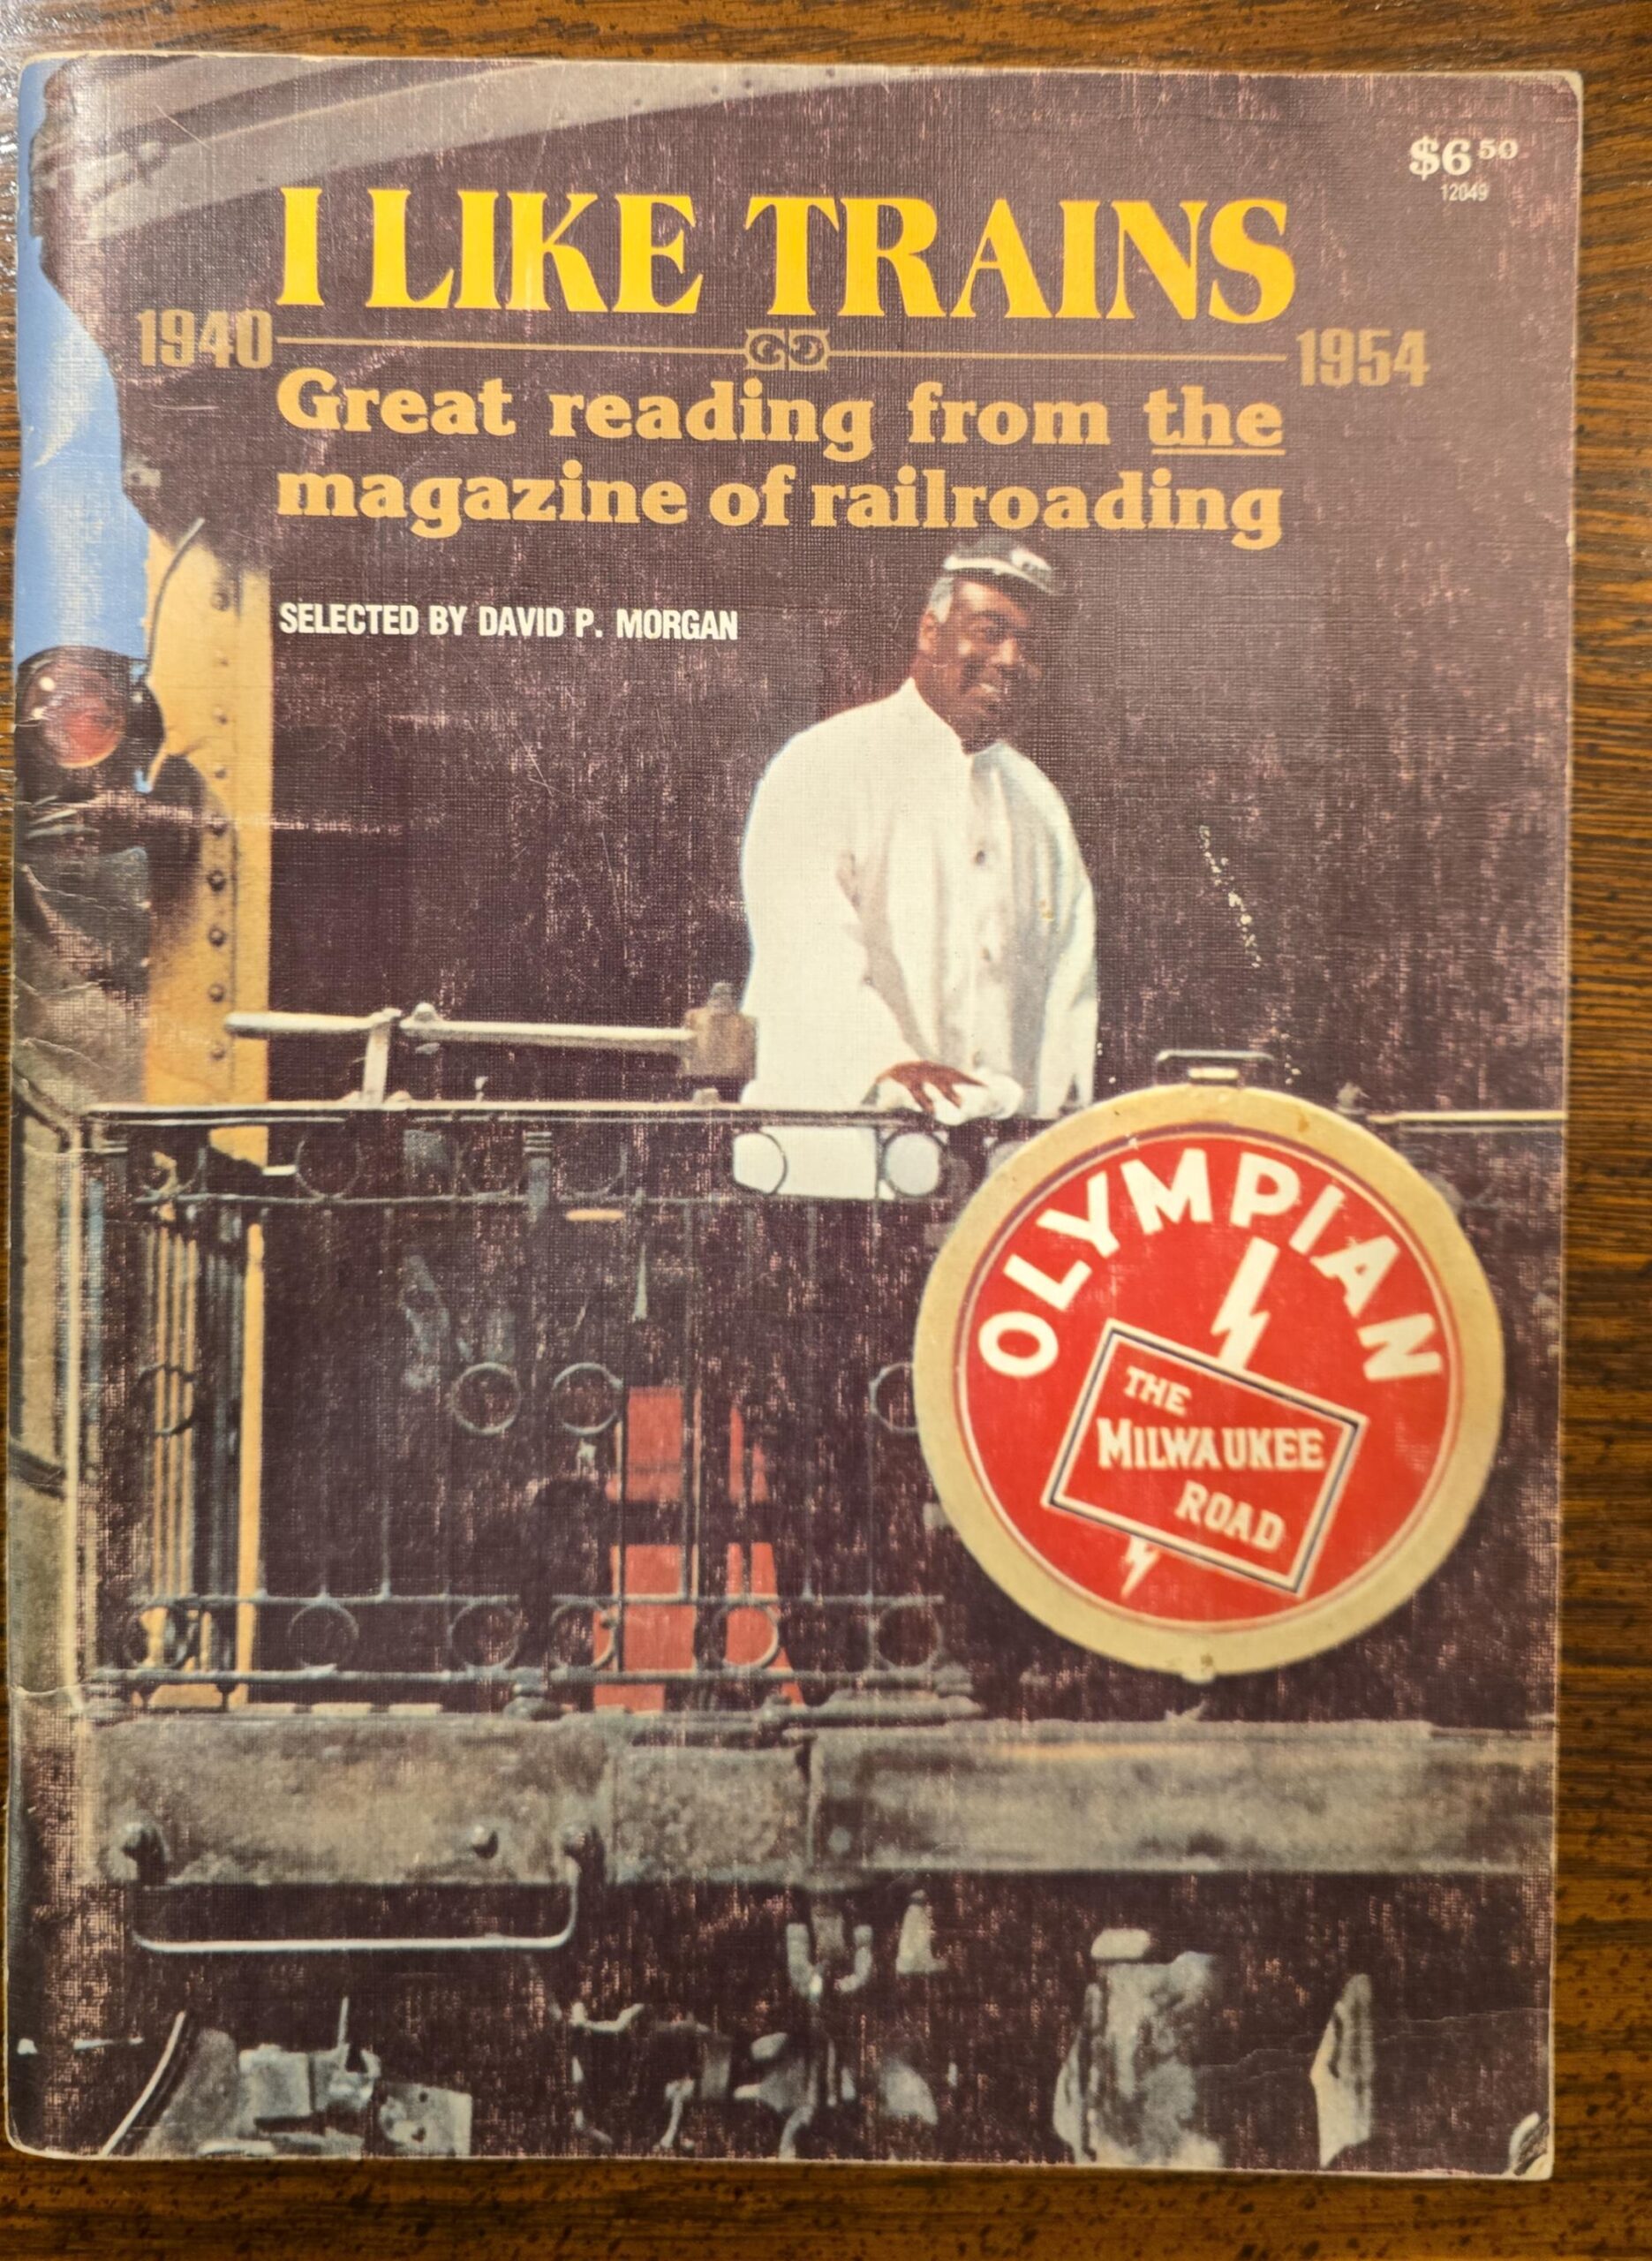 $6 50
12049
I LIKE TRAINS
1940 1954
Great reading from the
magazine of railroading
SELECTED BY DAVID P. MORGAN
OLYMPIAN
THE
MILWAUKEE
ROAD